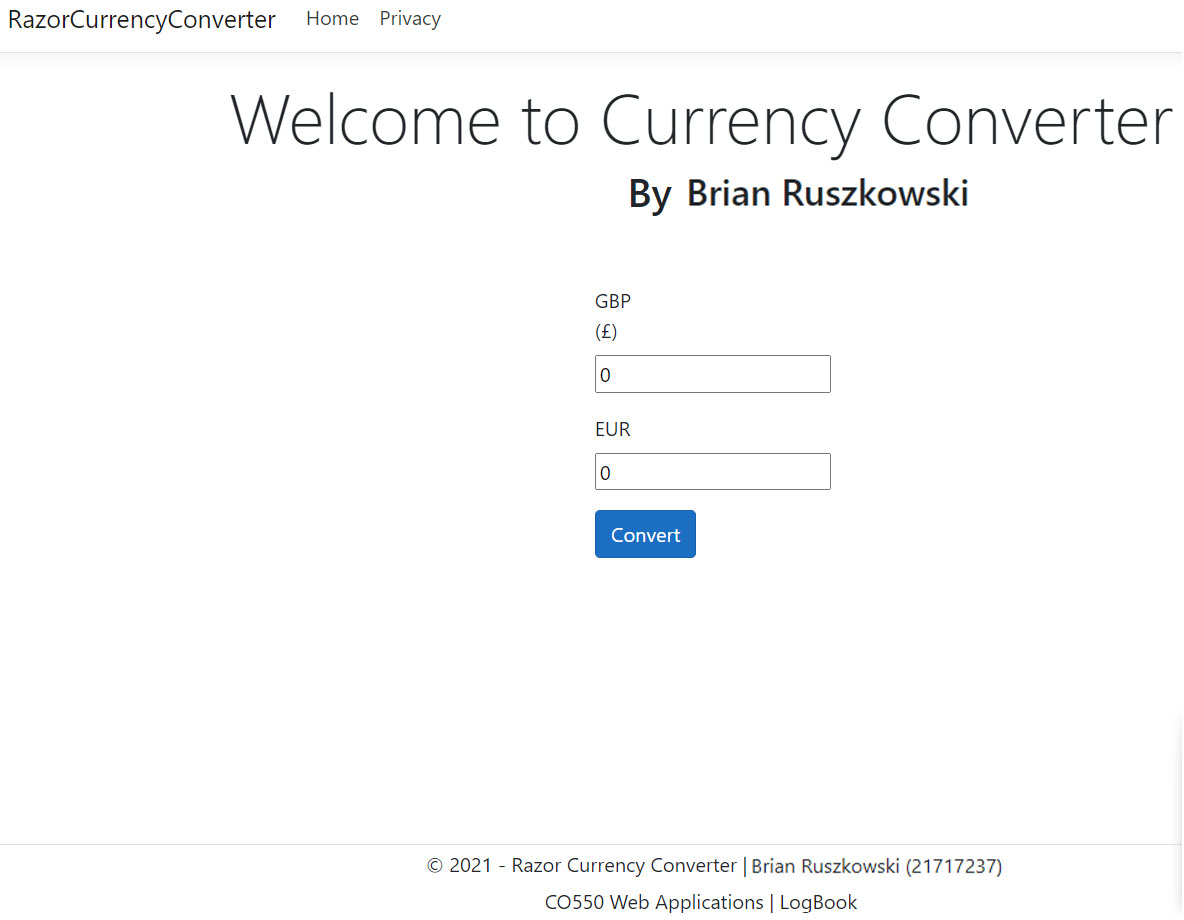 RazorCurrencyConverter Home Privacy
Welcome to Currency Converter
By Brian Ruszkowski
GBP
(£)
0
EUR
0
Convert
© 2021 - Razor Currency Converter | Brian Ruszkowski (21717237)
CO550 Web Applications | LogBook